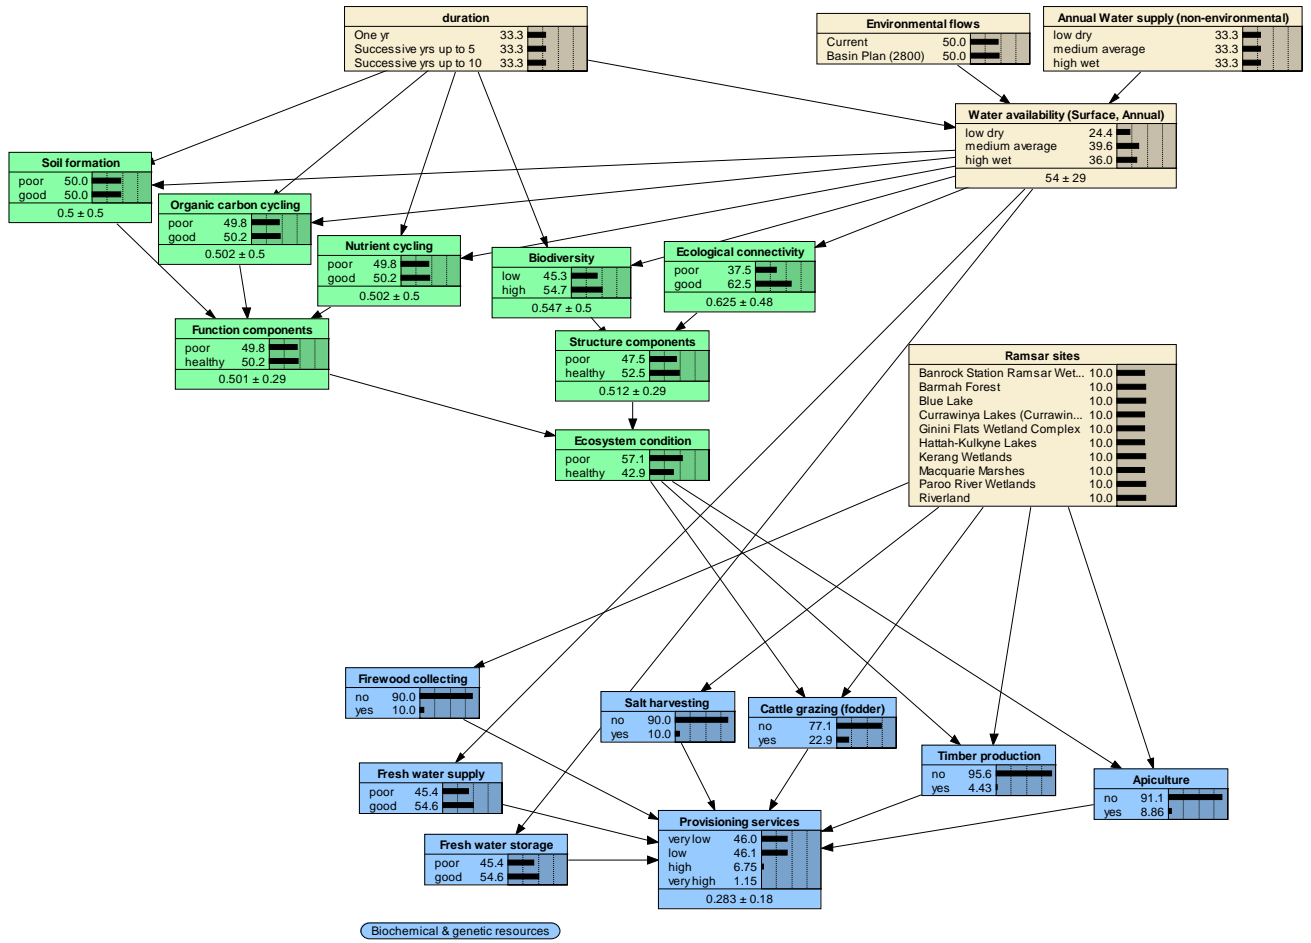 duration
One yr 33.3
Successive yrs up to 5 33.3
Successive yrs up to 10 33.3
Environmental flows
Current 50.0
Basin Plan (2800) 50.0
Annual Water supply (non-environmental)
low dry 33.3
medium average 33.3
high wet 33.3
Water availability (Surface, Annual)
low dry 24.4
medium average 39.6
high wet 36.0
54 ± 29
Soil formation
poor 50.0
good 50.0
0.5 ± 0.5
Organic carbon cycling
poor 49.8
good 50.2
0.502 ± 0.5
Nutrient cycling
poor 49.8
good 50.2
0.502 ± 0.5
Biodiversity
low 45.3
high 54.7
0.547 ± 0.5
Ecological connectivity
poor 37.5
good 62.5
0.625 ± 0.48
Function components
poor 49.8
healthy 50.2
0.501 ± 0.29
Structure components
poor 47.5
healthy 52.5
0.512 ± 0.29
Ramsar sites
Banrock Station Ramsar Wet... 10.0
Barmah Forest 10.0
Blue Lake 10.0
Currawinya Lakes (Currawin... 10.0
Ginini Flats Wetland Complex 10.0
Hattah-Kulkyne Lakes 10.0
Kerang Wetlands 10.0
Macquarie Marshes 10.0
Paroo River Wetlands 10.0
Riverland 10.0
Ecosystem condition
poor 57.1
healthy 42.9
Firewood collecting
no 90.0
yes 10.0
Salt harvesting
no 90.0
yes 10.0
Cattle grazing (fodder)
no 77.1
yes 22.9
Timber production
no 95.6
yes 4.43
Apiculture
no 91.1
yes 8.86
Fresh water supply
poor 45.4
good 54.6
Fresh water storage
poor 45.4
good 54.6
Provisioning services
very low 46.0
low 46.1
high 6.75
very high 1.15
0.283 ± 0.18
Biochemical & genetic resources